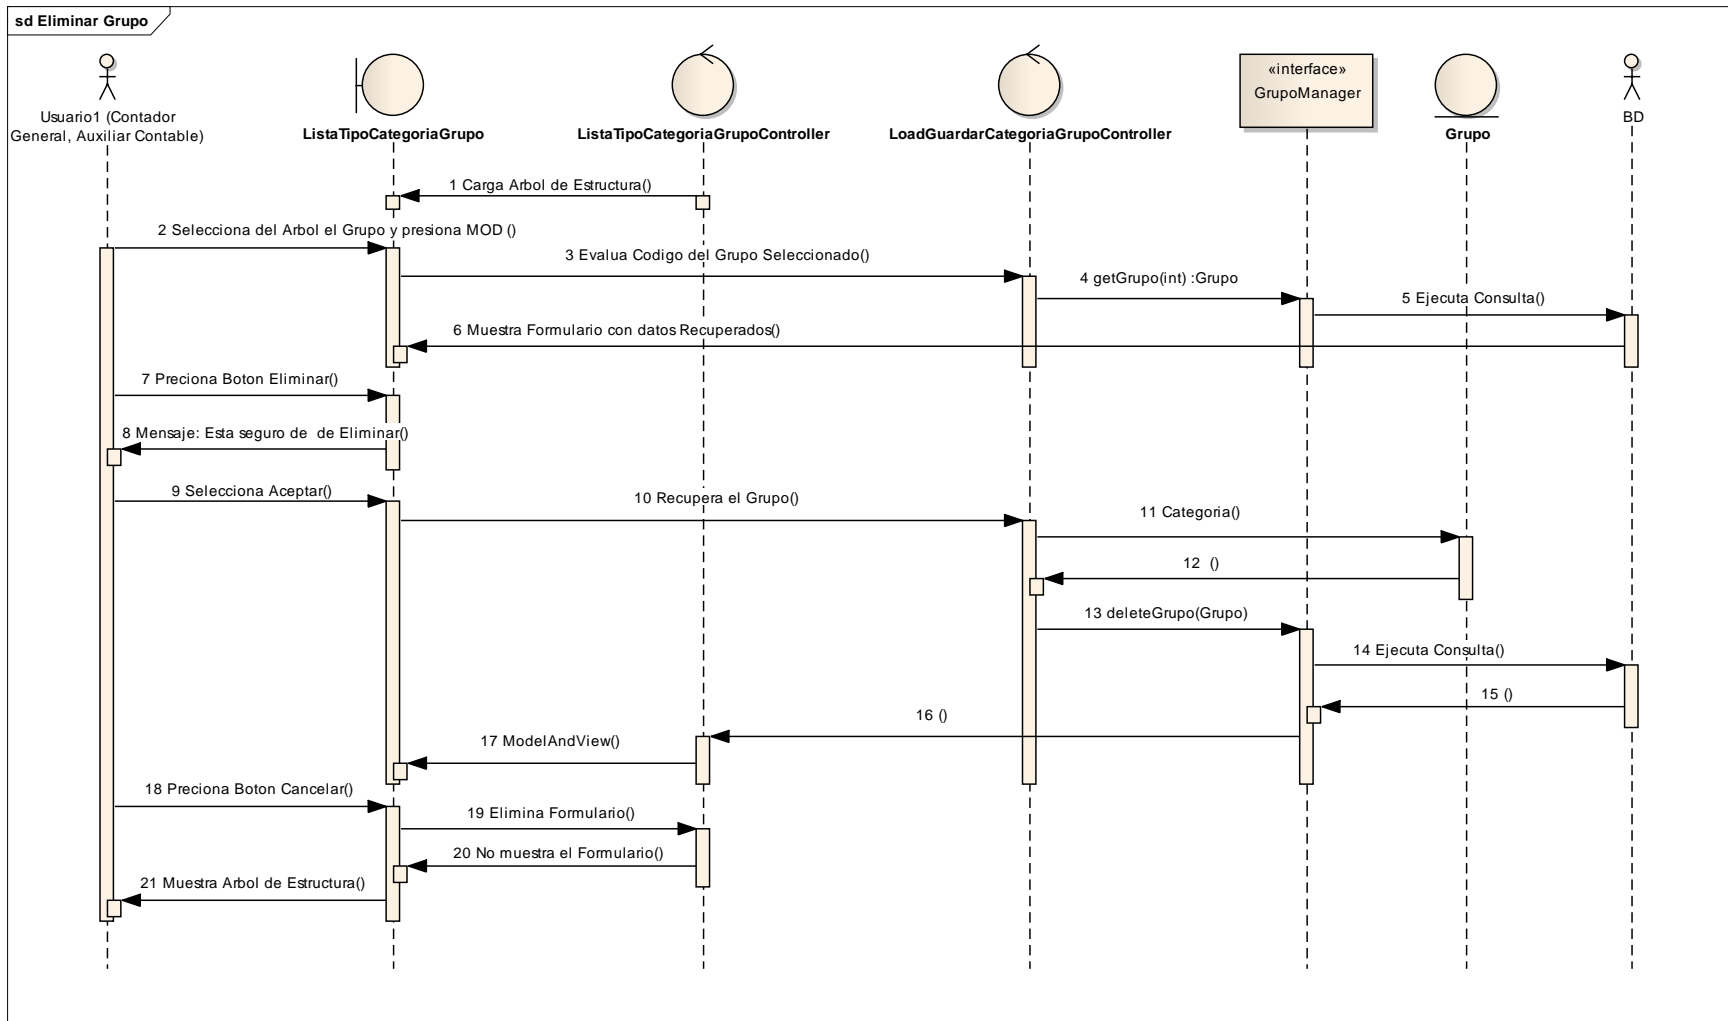 sd Eliminar Grupo
Usuario1 (Contador
General, Auxiliar Contable)
ListaTipoCategoriaGrupo
ListaTipoCategoriaGrupoController
LoadGuardarCategoriaGrupoController
«interface»
GrupoManager
Grupo
BD
1 Carga Arbol de Estructura()
2 Selecciona del Arbol el Grupo y presiona MOD ()
3 Evalua Codigo del Grupo Seleccionado()
4 getGrupo(int) :Grupo
5 Ejecuta Consulta()
6 Muestra Formulario con datos Recuperados()
7 Preciona Boton Eliminar()
8 Mensaje: Esta seguro de  de Eliminar()
9 Selecciona Aceptar()
10 Recupera el Grupo()
11 Categoria()
12  ()
13 deleteGrupo(Grupo)
14 Ejecuta Consulta()
15 ()
16 ()
17 ModelAndView()
18 Preciona Boton Cancelar()
19 Elimina Formulario()
20 No muestra el Formulario()
21 Muestra Arbol de Estructura()